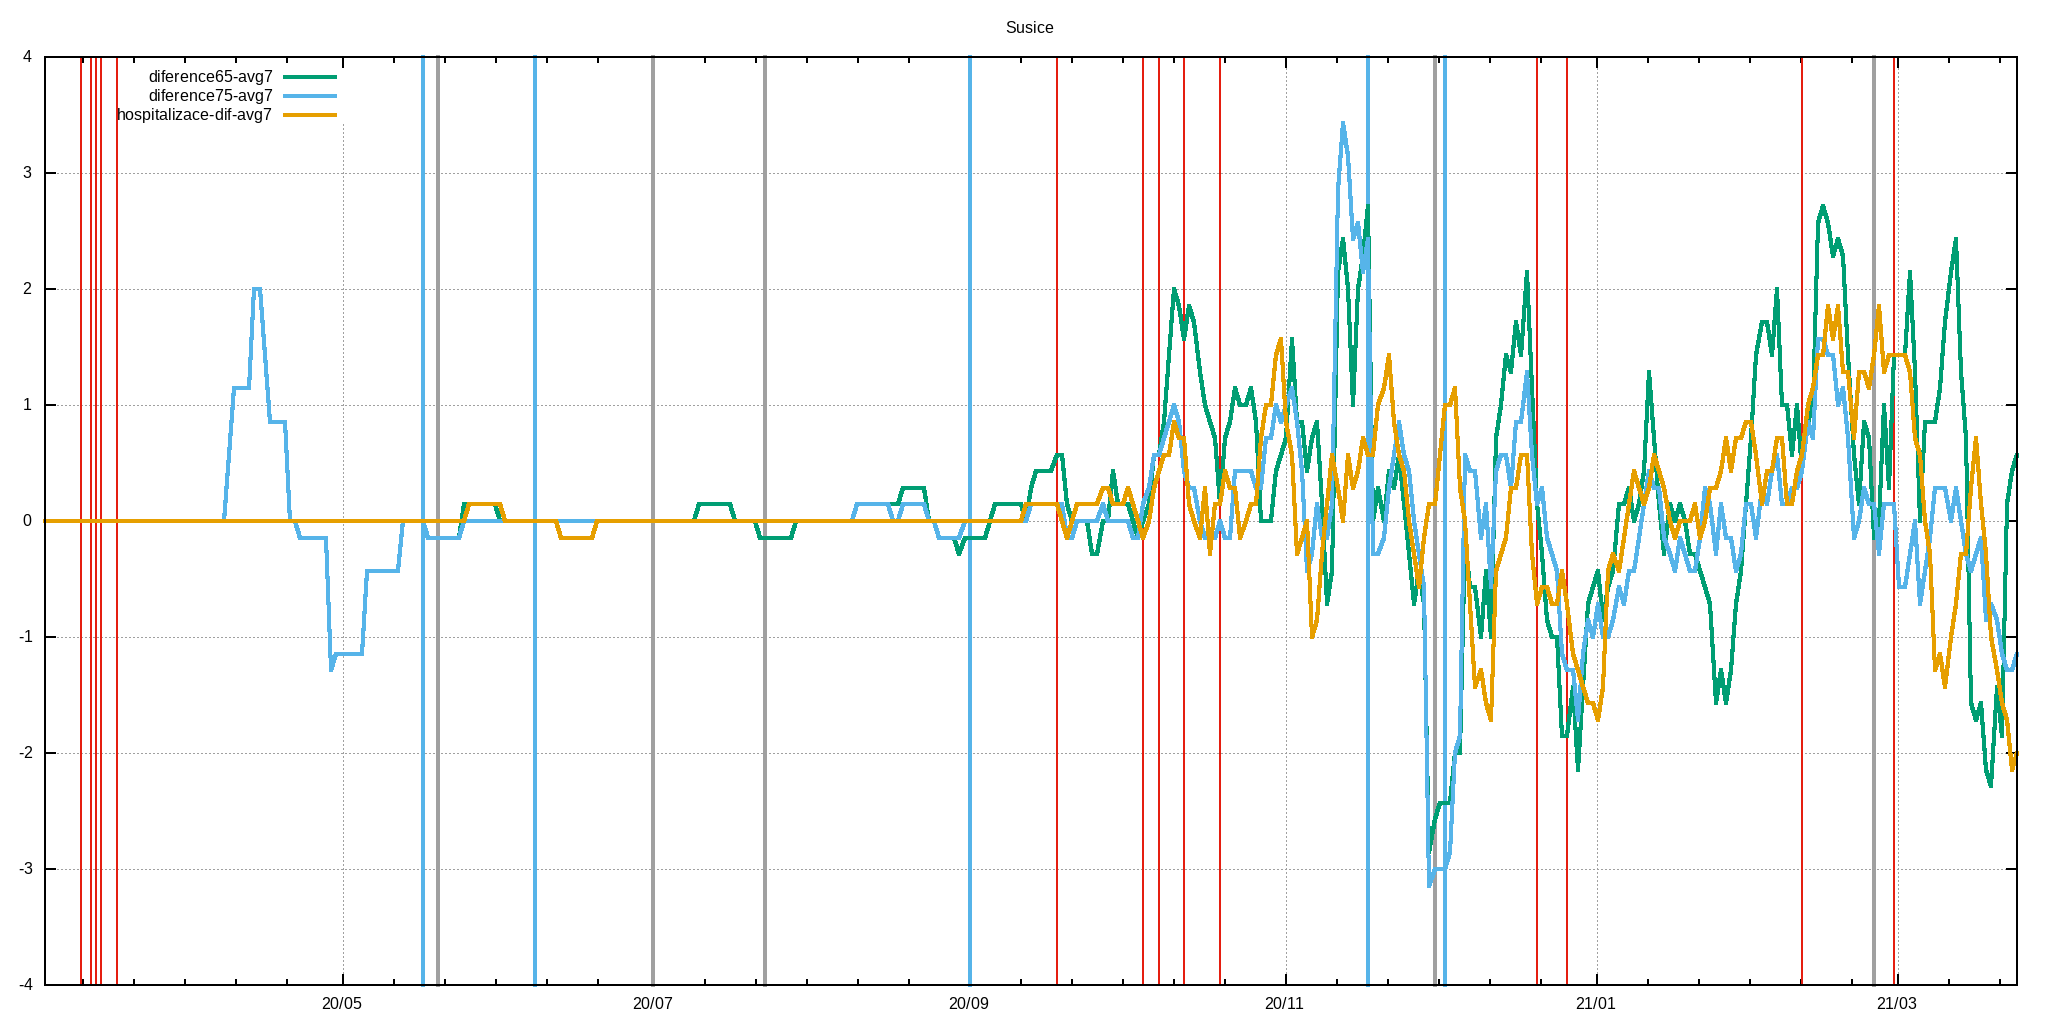 Susice
4
diference65-avg7
diference75-avg7
hospitalizace-dif-avg7
3
2
1
0
-1
-2
-3
-4
20/05 20/07 20/09 20/11 21/01 21/03